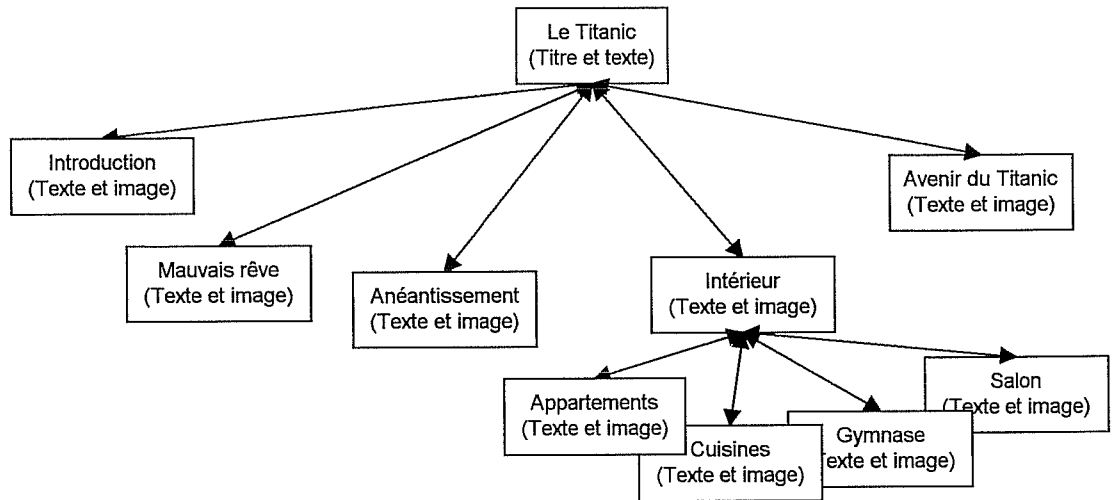 Le Titanic
(Titre et texte)
Introduction
(Texte et image)
Avenir du Titanic
(Texte et image)
Mauvais rêve
(Texte et image)
Anéantissement
(Texte et image)
Intérieur
(Texte et image)
Appartements
(Texte et image)
Cuisines
(Texte et image)
Gymnase
exte et image)
Salon
(Texte et image)